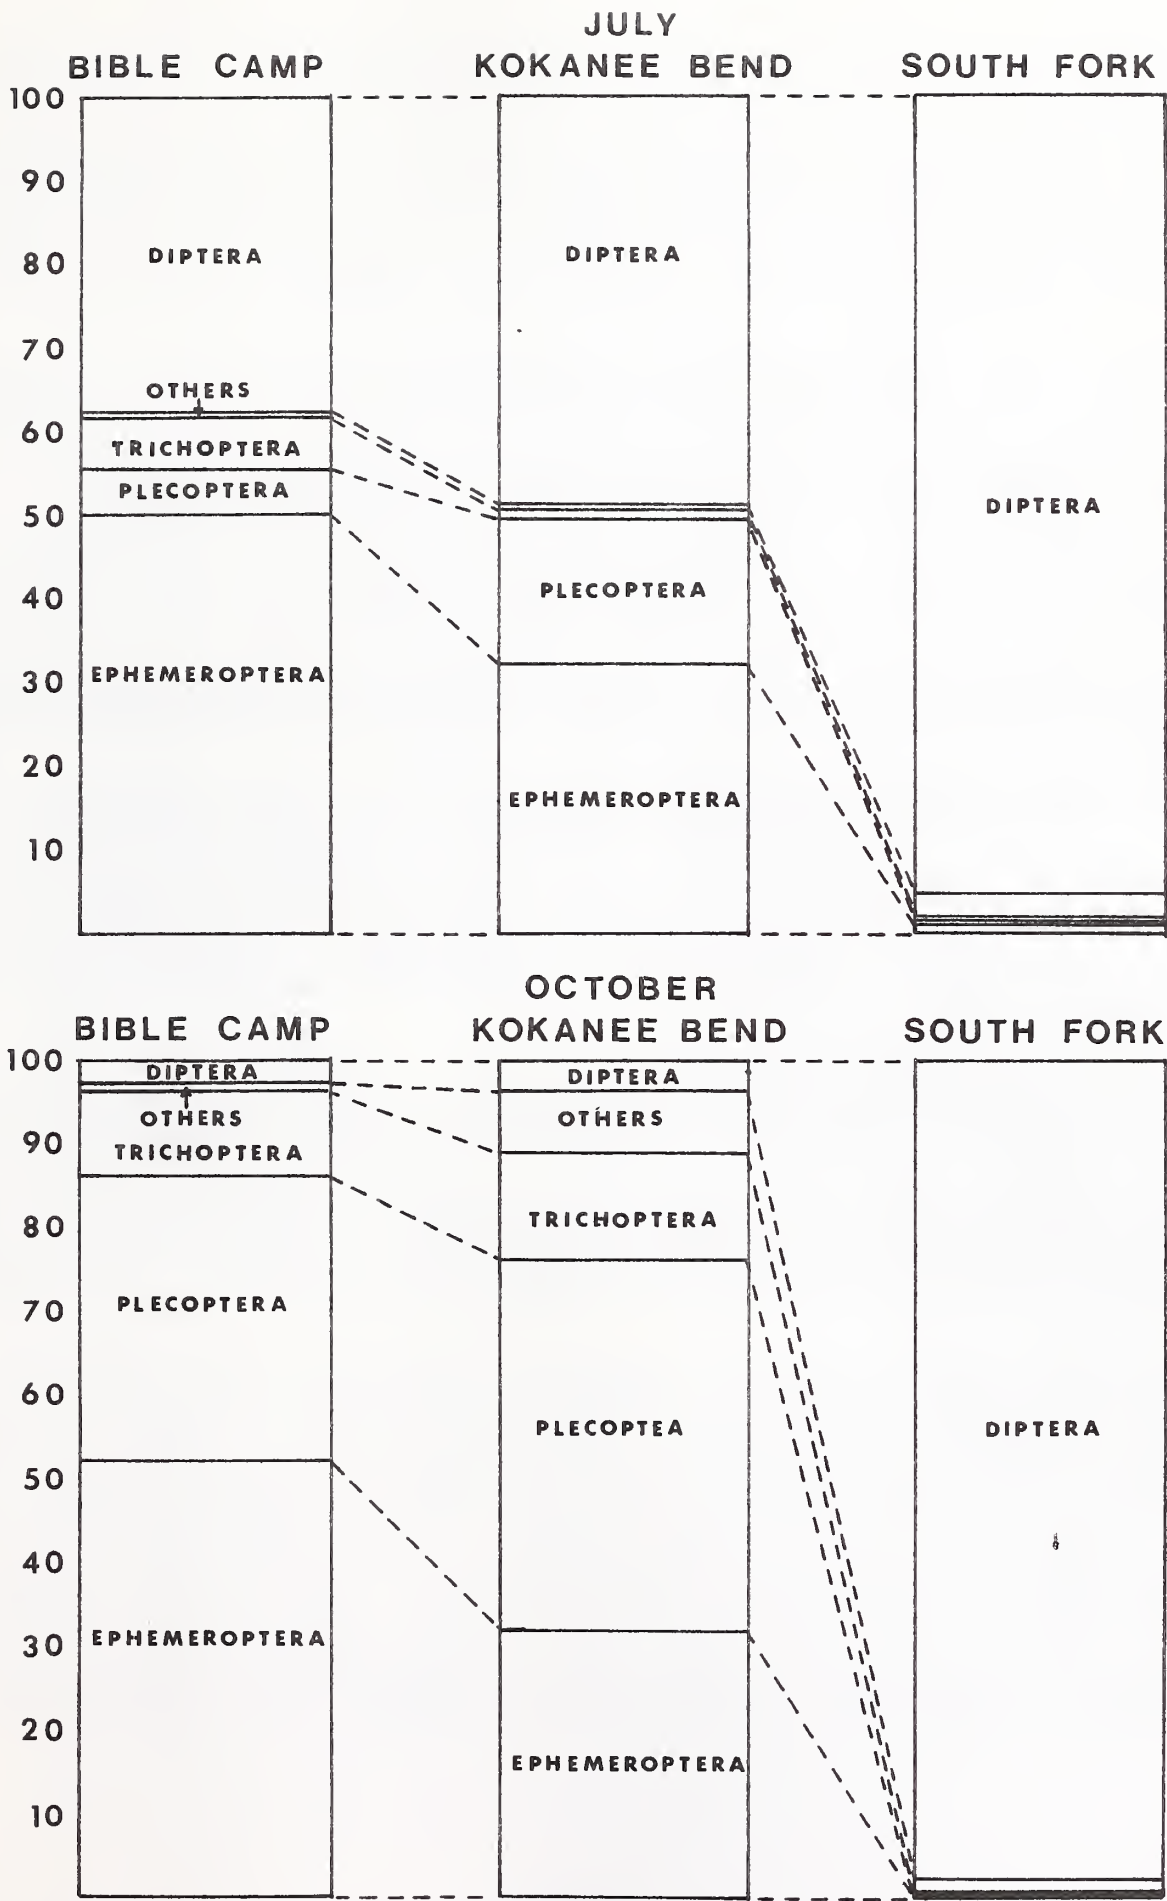 JULY
BIBLE CAMP KOKANEE BEND SOUTH FORK
100
90
DIPTERA DIPTERA
80
70
OTHERS
60
TRICHOPTERA
PLECOPTERA
50
DIPTERA
40
PLECOPTERA
EPHEMEROPTERA
30
20
EPHEMEROPTERA
10
OCTOBER
BIBLE CAMP KOKANEE BEND SOUTH FORK
100
DIPTERA DIPTERA
OTHERS OTHERS
90
TRICHOPTERA
80
TRICHOPTERA
70
PLECOPTERA
60
PLECOPTEA DIPTERA
50
40
30
EPHEMEROPTERA
20
EPHEMEROPTERA
10